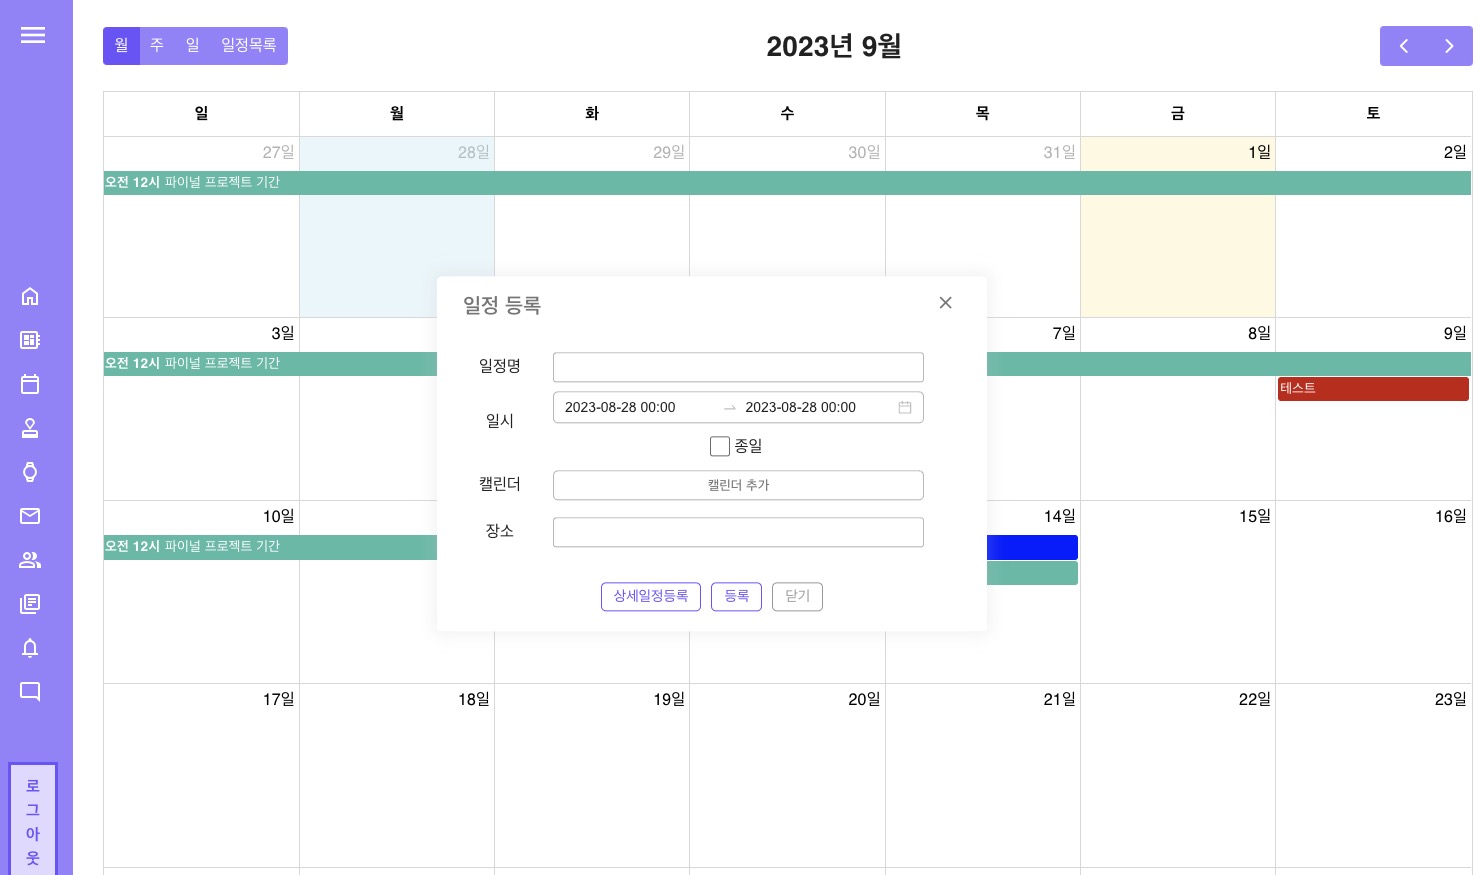 월 주 일 일정목록
2023년 9월
일 월 화 수 목 금 토
27일 28일 29일 30일 31일 1일 2일
오전 12시 파이널 프로젝트 기간
3일 7일 8일 9일
오전 12시 파이널 프로젝트 기간
테스트
10일 14일 15일 16일
오전 12시 파이널 프로젝트 기간
17일 18일 19일 20일 21일 22일 23일
일정 등록
일정명
일시 2023-08-28 00:00 → 2023-08-28 00:00
종일
캘린더 캘린더 추가
장소
상세일정등록 등록 닫기
로
그
아
웃